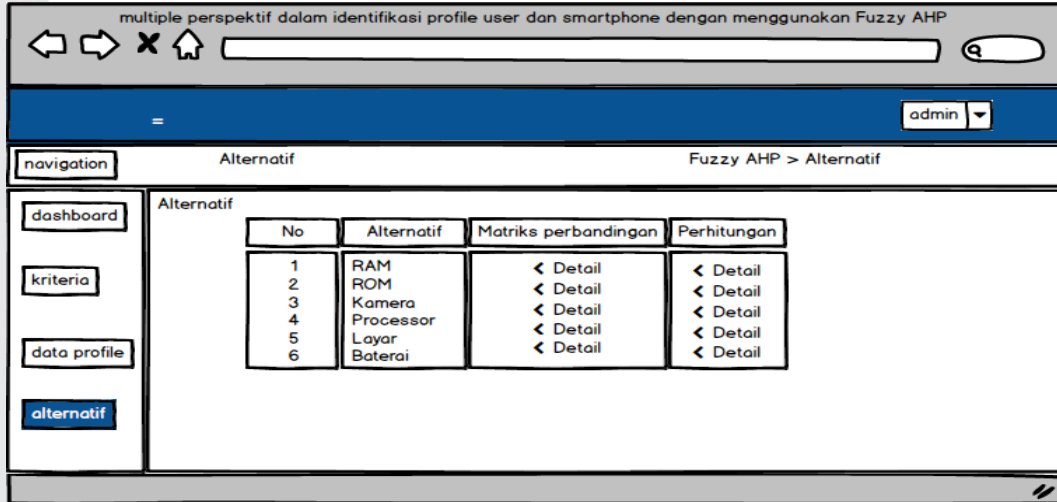 multiple perspektif dalam identifikasi profile user dan smartphone dengan menggunakan Fuzzy AHP
= admin
navigation Alternatif Fuzzy AHP > Alternatif
dashboard
kriteria
data profile
alternatif
Alternatif
No Alternatif Matriks perbandingan Perhitungan
1 RAM < Detail < Detail
2 ROM < Detail < Detail
3 Kamera < Detail < Detail
4 Processor < Detail < Detail
5 Layar < Detail < Detail
6 Baterai